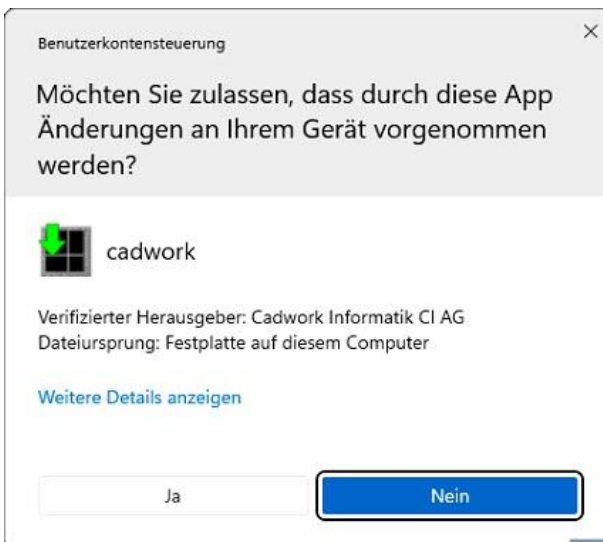 Benutzerkontensteuerung
Möchten Sie zulassen, dass durch diese App
Änderungen an Ihrem Gerät vorgenommen
werden?
cadwork
Verifizierter Herausgeber: Cadwork Informatik CI AG
Dateiursprung: Festplatte auf diesem Computer
Weitere Details anzeigen
Ja
Nein